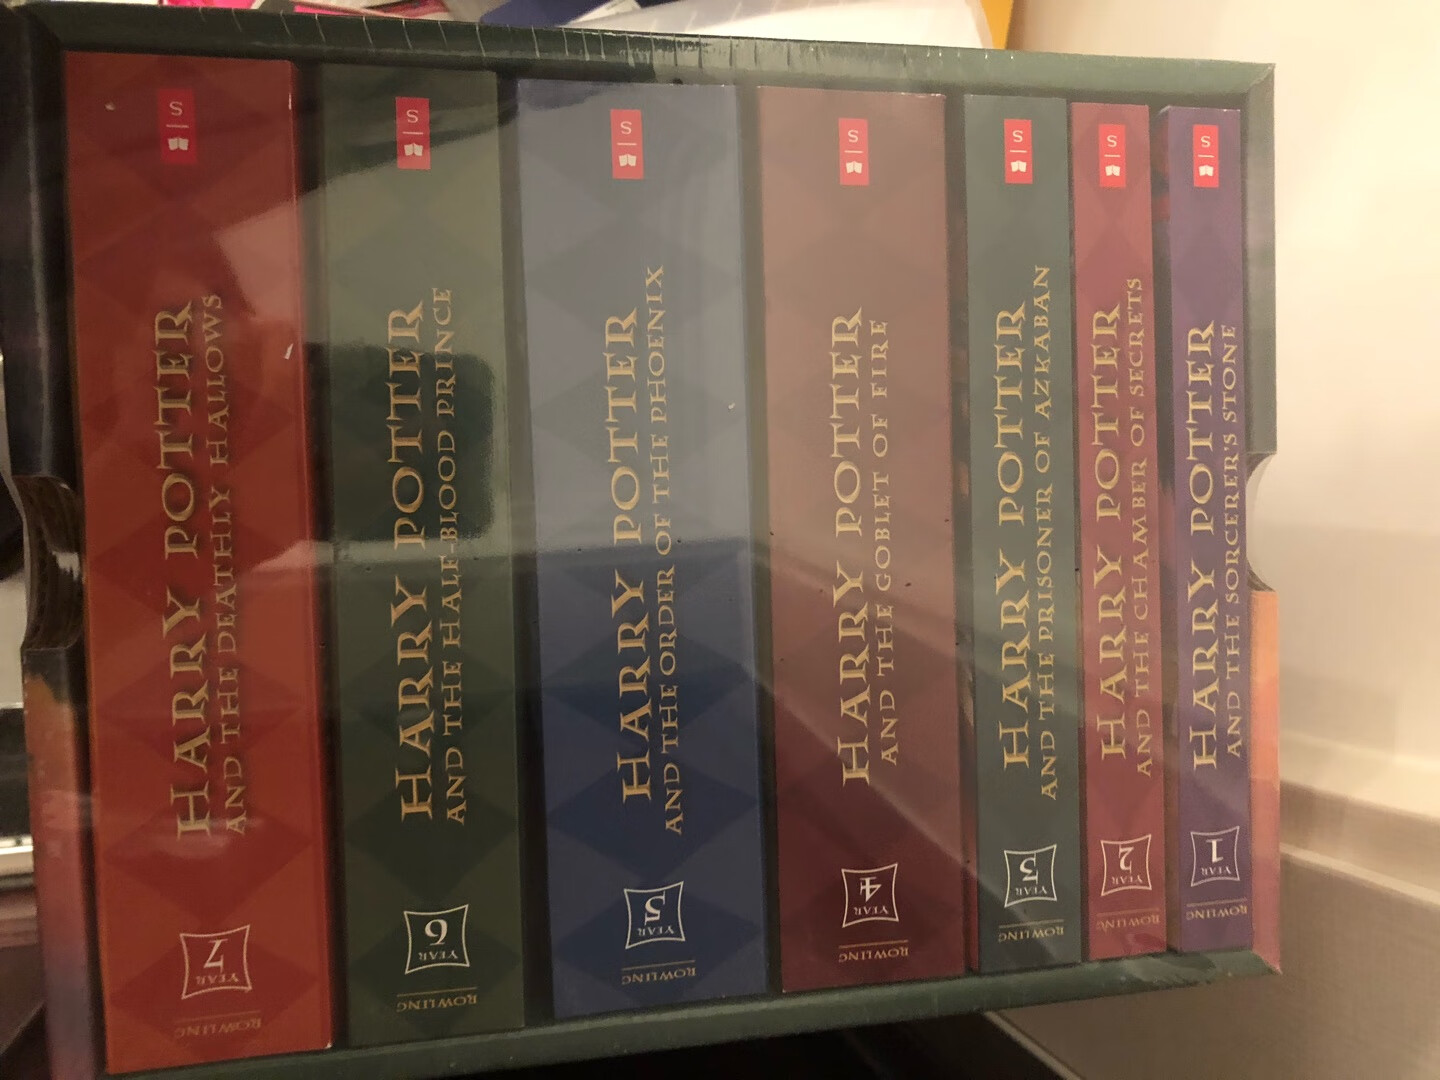 ROWLING
YEAR
1
HARRY POTTER
AND THE SORCERER'S STONE
S
ROWLING
YEAR
2
HARRY POTTER
AND THE CHAMBER OF SECRETS
S
ROWLING
YEAR
3
HARRY POTTER
AND THE PRISONER OF AZKABAN
S
ROWLING
YEAR
4
HARRY POTTER
AND THE GOBLET OF FIRE
S
ROWLING
YEAR
5
HARRY POTTER
AND THE ORDER OF THE PHOENIX
S
ROWLING
YEAR
6
HARRY POTTER
AND THE HALF-BLOOD PRINCE
S
ROWLING
YEAR
7
HARRY POTTER
AND THE DEATHLY HALLOWS
S